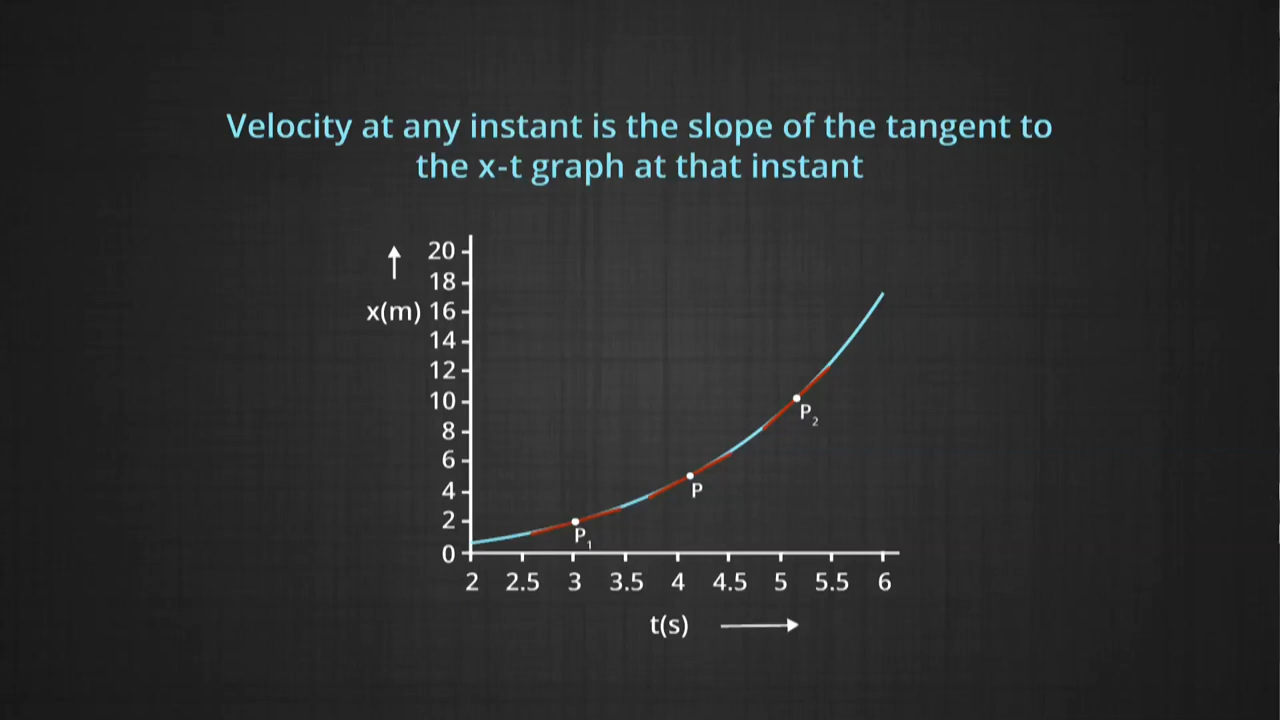 Velocity at any instant is the slope of the tangent to
the x-t graph at that instant
20
18
x(m) 16
14
12
10
8
6
4
2
0
P₂
P
P₁
2 2.5 3 3.5 4 4.5 5 5.5 6
t(s)